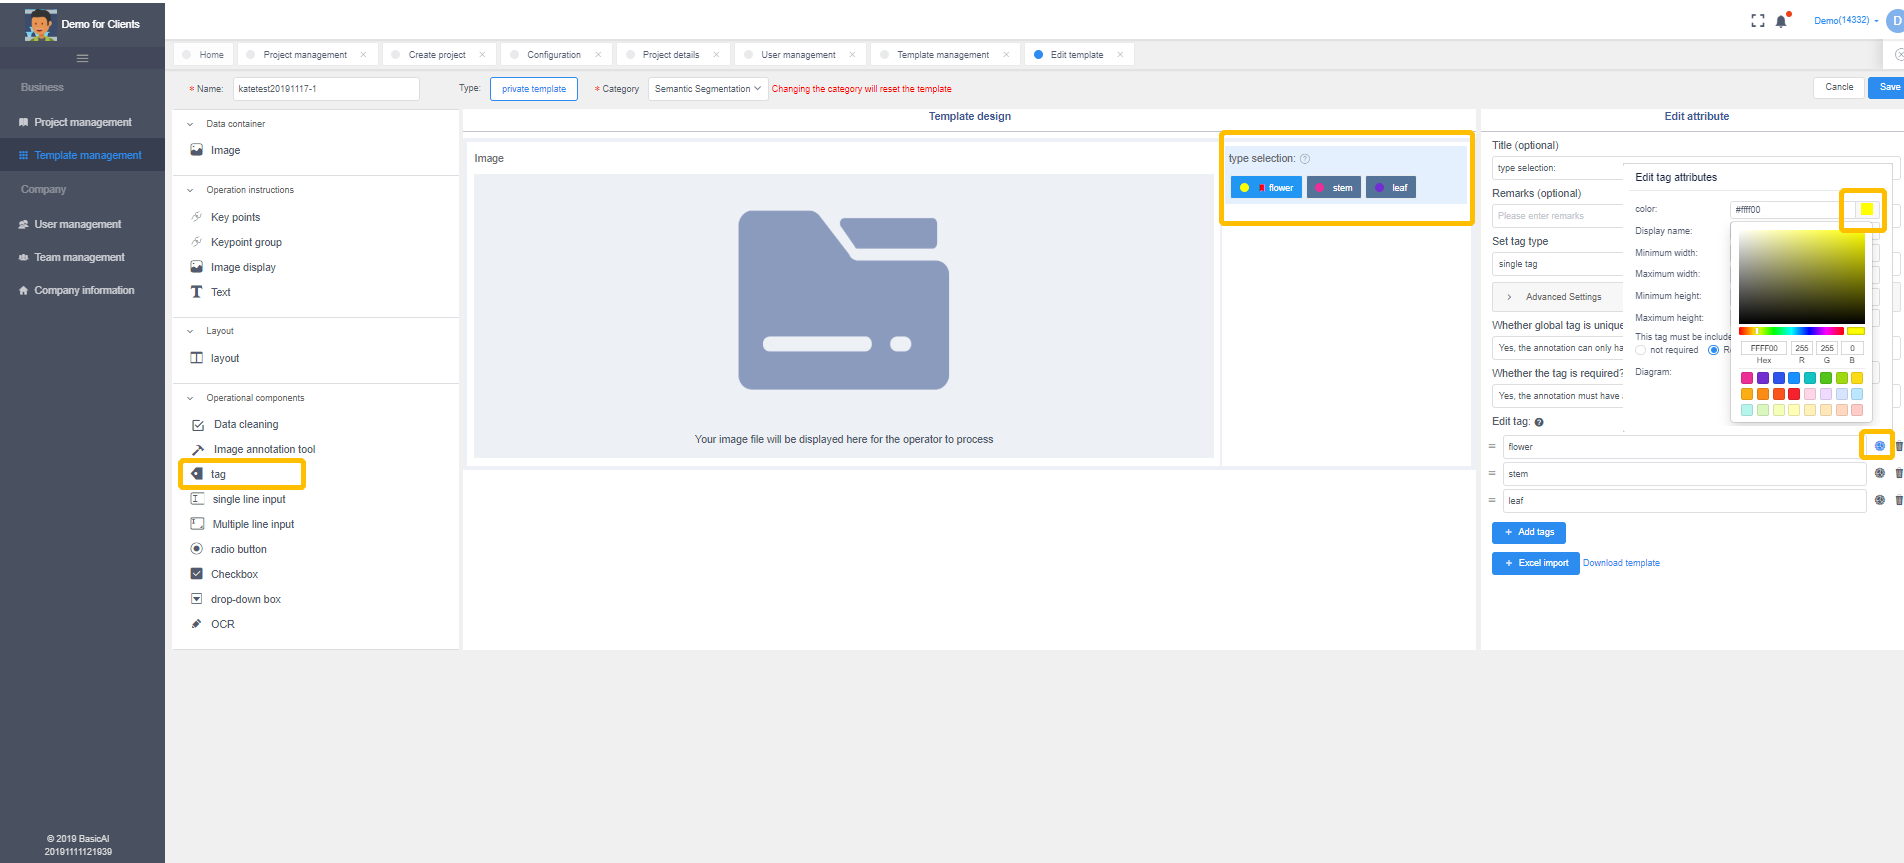 Demo for Clients
Demo(14332)
D
Home
Project management
Create project
Configuration
Project details
User management
Template management
Edit template
* Name:
katetest20191117-1
Type:
private template
* Category
Semantic Segmentation
Changing the category will reset the template
Cancle
Save
Business
Project management
Template management
Company
User management
Team management
Company information
© 2019 BasicAI
20191111121939
Data container
Image
Operation instructions
Key points
Keypoint group
Image display
Text
Layout
layout
Operational components
Data cleaning
Image annotation tool
tag
single line input
Multiple line input
radio button
Checkbox
drop-down box
OCR
Template design
Image
Your image file will be displayed here for the operator to process
type selection:
flower
stem
leaf
Edit attribute
Title (optional)
type selection:
Remarks (optional)
Please enter remarks
Set tag type
single tag
Advanced Settings
Whether global tag is unique
Yes, the annotation can only ha
Whether the tag is required?
Yes, the annotation must have
Edit tag:
flower
stem
leaf
+ Add tags
+ Excel import
Download template
Edit tag attributes
color:
#ffff00
Display name:
Minimum width:
Maximum width:
Minimum height:
Maximum height:
This tag must be include
not required
R
Diagram:
FFFF00
255
255
0
Hex
R
G
B